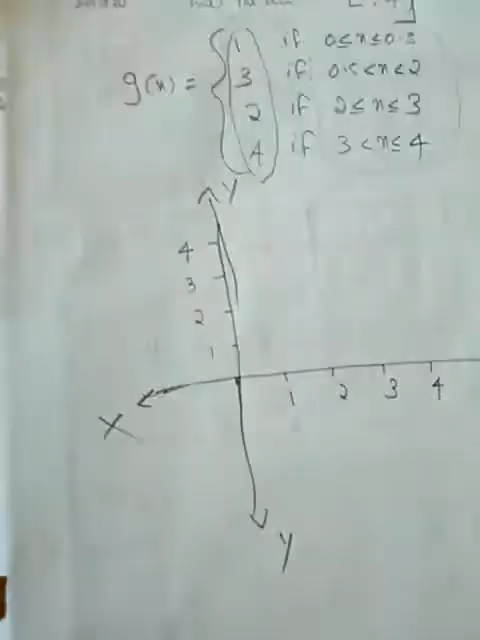 1 if 0≤x≤0.5
g(x) = { 3 if 0.5<x<2
2 if 2≤x≤3
4 if 3<x≤4
Y
4
3
2
1
1 2 3 4
X
Y